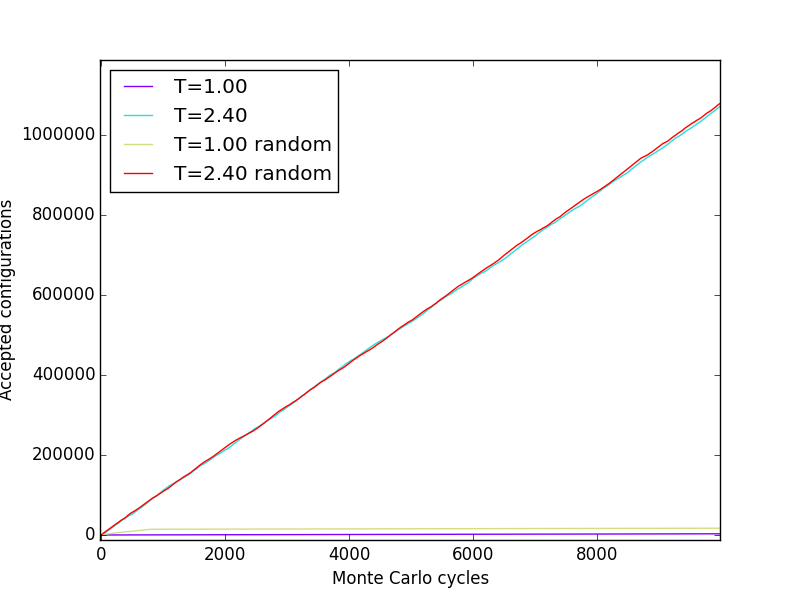 T=1.00
T=2.40
T=1.00 random
T=2.40 random
Accepted configurations
1000000
800000
600000
400000
200000
0
0 2000 4000 6000 8000
Monte Carlo cycles